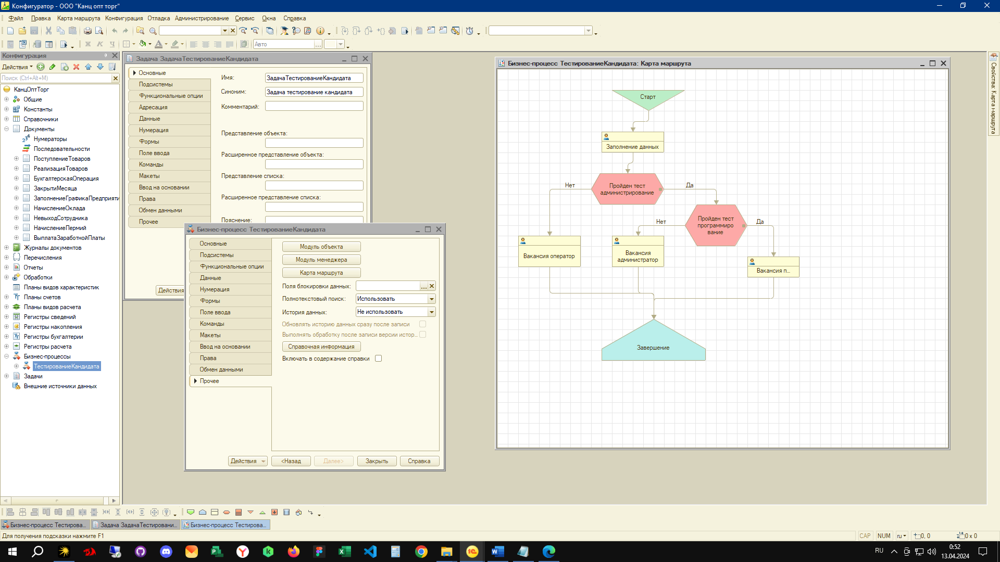 Конфигуратор - ООО "Канц опт торг"
Файл Правка Карта маршрута Конфигурация Отладка Администрирование Сервис Окна Справка
Ж К Ч Авто
Конфигурация
Действия
Поиск (Ctrl+Alt+M)
КанцОптТорг
Общие
Константы
Справочники
Документы
Нумераторы
Последовательности
ПоступлениеТоваров
РеализацияТоваров
БухгалтерскаяОперация
ЗакрытиМесяца
ЗаполнениеГрафикаПредприяти
НачислениеОклада
НевыходСотрудника
НачислениеПермий
ВыплатаЗаработнойПлаты
Журналы документов
Перечисления
Отчеты
Обработки
Планы видов характеристик
Планы счетов
Планы видов расчета
Регистры сведений
Регистры накопления
Регистры бухгалтерии
Регистры расчета
Бизнес-процессы
ТестированиеКандидата
Задачи
Внешние источники данных
Задача ЗадачаТестированиеКандидата
Основные
Подсистемы
Функциональные опции
Адресация
Данные
Нумерация
Формы
Поле ввода
Команды
Макеты
Ввод на основании
Права
Обмен данными
Прочее
Имя: ЗадачаТестированиеКандидата
Синоним: Задача тестирование кандидата
Комментарий:
Представление объекта:
Расширенное представление объекта:
Представление списка:
Расширенное представление списка:
Пояснение:
Действия
Бизнес-процесс ТестированиеКандидата
Основные
Подсистемы
Функциональные опции
Данные
Нумерация
Формы
Поле ввода
Команды
Макеты
Ввод на основании
Права
Обмен данными
Прочее
Модуль объекта
Модуль менеджера
Карта маршрута
Поля блокировки данных:
Полнотекстовый поиск: Использовать
История данных: Не использовать
Обновлять историю данных сразу после записи
Выполнять обработку после записи версии истор...
Справочная информация
Включать в содержание справки
Действия <Назад Далее> Закрыть Справка
Бизнес-процесс ТестированиеКандидата: Карта маршрута
Старт
Заполнение данных
Нет
Пройден тест
администрирование
Да
Нет
Пройден тест
программиро
вание
Да
Вакансия оператор
Вакансия
администратор
Вакансия п...
Завершение
Свойства: Карта маршрута
Бизнес-процесс Тестирова... Задача ЗадачаТестировани... Бизнес-процесс Тестирова...
Для получения подсказки нажмите F1
CAP NUM ru 0, 0 0 x 0
RU
0:52
13.04.2024